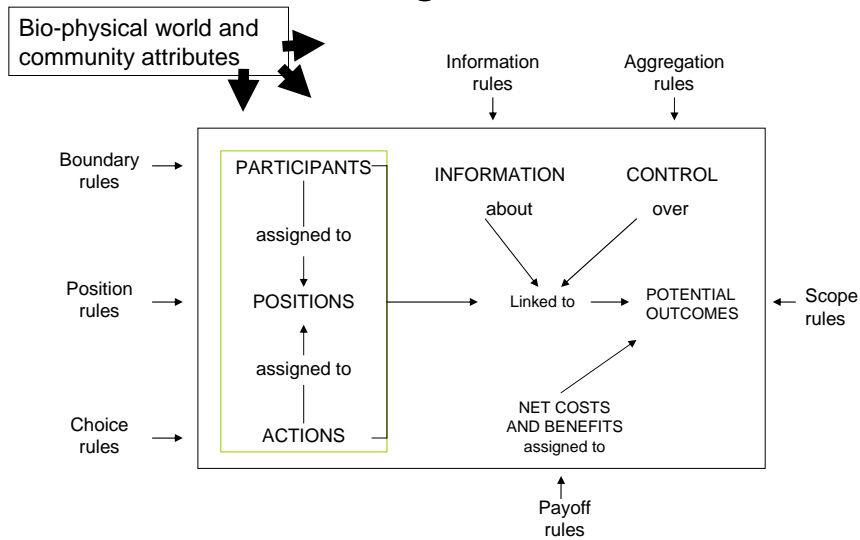 Bio-physical world and
community attributes
Information
rules
Aggregation
rules
Boundary
rules
PARTICIPANTS
INFORMATION
CONTROL
about
over
assigned to
Position
rules
POSITIONS
Linked to
POTENTIAL
OUTCOMES
Scope
rules
assigned to
NET COSTS
AND BENEFITS
assigned to
Choice
rules
ACTIONS
Payoff
rules